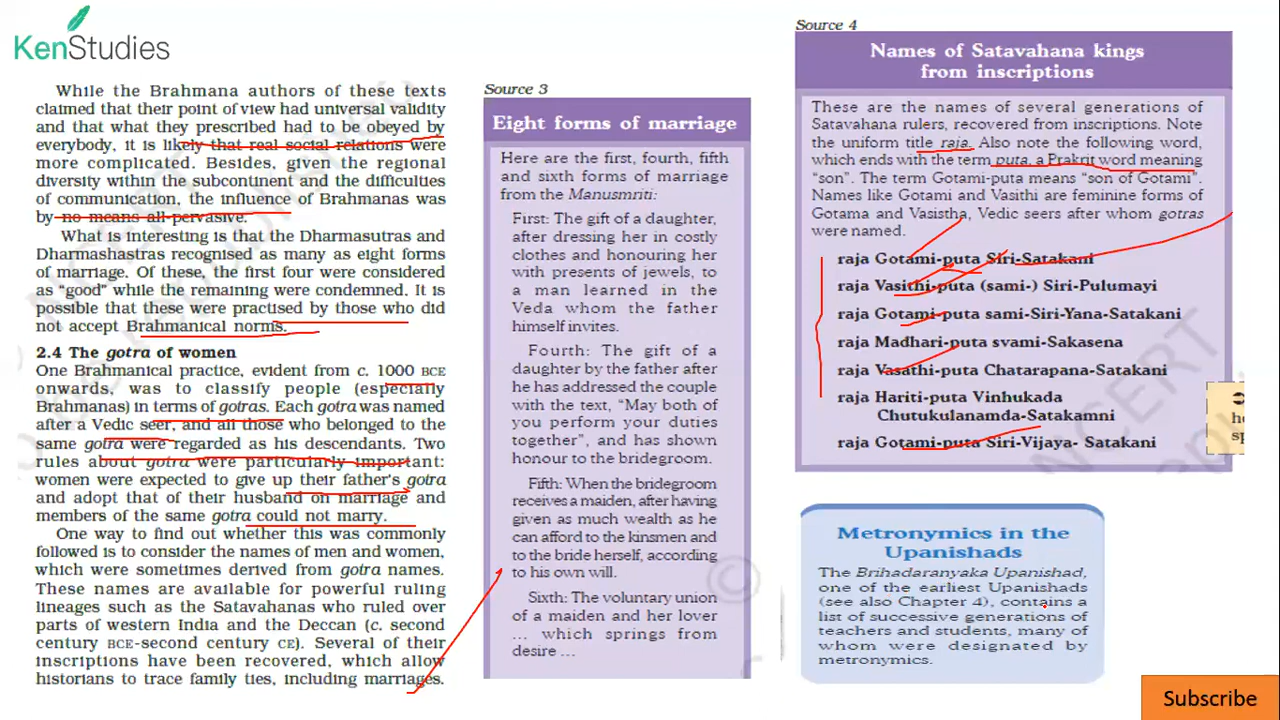 KenStudies
While the Brahmana authors of these texts
claimed that their point of view had universal validity
and that what they prescribed had to be obeyed by
everybody, it is likely that real social relations were
more complicated. Besides, given the regional
diversity within the subcontinent and the difficulties
of communication, the influence of Brahmanas was
by no means all-pervasive.
What is interesting is that the Dharmasutras and
Dharmashastras recognised as many as eight forms
of marriage. Of these, the first four were considered
as “good” while the remaining were condemned. It is
possible that these were practised by those who did
not accept Brahmanical norms.
2.4 The gotra of women
One Brahmanical practice, evident from c. 1000 BCE
onwards, was to classify people (especially
Brahmanas) in terms of gotras. Each gotra was named
after a Vedic seer, and all those who belonged to the
same gotra were regarded as his descendants. Two
rules about gotra were particularly important:
women were expected to give up their father’s gotra
and adopt that of their husband on marriage and
members of the same gotra could not marry.
One way to find out whether this was commonly
followed is to consider the names of men and women,
which were sometimes derived from gotra names.
These names are available for powerful ruling
lineages such as the Satavahanas who ruled over
parts of western India and the Deccan (c. second
century BCE-second century CE). Several of their
inscriptions have been recovered, which allow
historians to trace family ties, including marriages.
Source 3
Eight forms of marriage
Here are the first, fourth, fifth
and sixth forms of marriage
from the Manusmriti:
First: The gift of a daughter,
after dressing her in costly
clothes and honouring her
with presents of jewels, to
a man learned in the
Veda whom the father
himself invites.
Fourth: The gift of a
daughter by the father after
he has addressed the couple
with the text, “May both of
you perform your duties
together”, and has shown
honour to the bridegroom.
Fifth: When the bridegroom
receives a maiden, after having
given as much wealth as he
can afford to the kinsmen and
to the bride herself, according
to his own will.
Sixth: The voluntary union
of a maiden and her lover
... which springs from
desire ...
Source 4
Names of Satavahana kings
from inscriptions
These are the names of several generations of
Satavahana rulers, recovered from inscriptions. Note
the uniform title raja. Also note the following word,
which ends with the term puta, a Prakrit word meaning
“son”. The term Gotami-puta means “son of Gotami”.
Names like Gotami and Vasithi are feminine forms of
Gotama and Vasistha, Vedic seers after whom gotras
were named.
raja Gotami-puta Siri-Satakani
raja Vasithi-puta (sami-) Siri-Pulumayi
raja Gotami-puta sami-Siri-Yana-Satakani
raja Madhari-puta svami-Sakasena
raja Vasathi-puta Chatarapana-Satakani
raja Hariti-puta Vinhukada
Chutukulanamda-Satakamni
raja Gotami-puta Siri-Vijaya- Satakani
Metronymics in the
Upanishads
The Brihadaranyaka Upanishad,
one of the earliest Upanishads
(see also Chapter 4), contains a
list of successive generations of
teachers and students, many of
whom were designated by
metronymics.
Subscribe